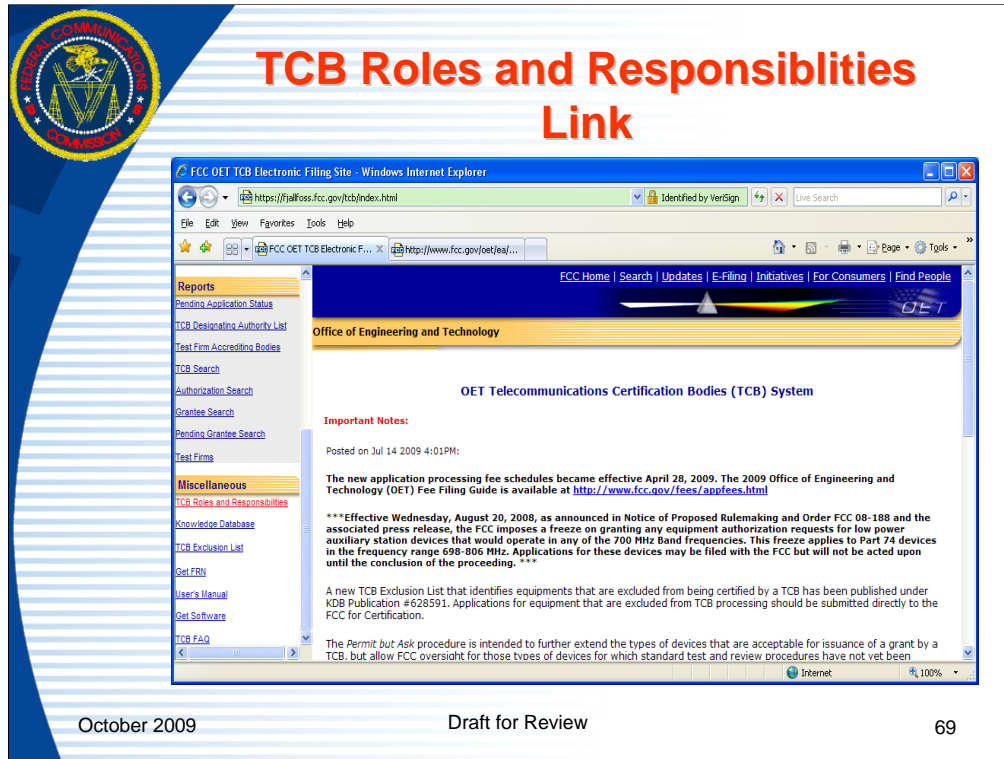 FEDERAL COMMUNICATIONS COMMISSION
TCB Roles and Responsiblities
Link
FCC OET TCB Electronic Filing Site - Windows Internet Explorer
https://fjallfoss.fcc.gov/tcb/index.html
Identified by VeriSign
Live Search
File Edit View Favorites Tools Help
FCC OET TCB Electronic F... X
http://www.fcc.gov/oet/ea/...
Page
Tools
»
Reports
Pending Application Status
TCB Designating Authority List
Test Firm Accrediting Bodies
TCB Search
Authorization Search
Grantee Search
Pending Grantee Search
Test Firms
Miscellaneous
TCB Roles and Responsibilities
Knowledge Database
TCB Exclusion List
Get FRN
User's Manual
Get Software
TCB FAQ
FCC Home | Search | Updates | E-Filing | Initiatives | For Consumers | Find People
OET
Office of Engineering and Technology
OET Telecommunications Certification Bodies (TCB) System
Important Notes:
Posted on Jul 14 2009 4:01PM:
The new application processing fee schedules became effective April 28, 2009. The 2009 Office of Engineering and
Technology (OET) Fee Filing Guide is available at http://www.fcc.gov/fees/appfees.html
***Effective Wednesday, August 20, 2008, as announced in Notice of Proposed Rulemaking and Order FCC 08-188 and the
associated press release, the FCC imposes a freeze on granting any equipment authorization requests for low power
auxiliary station devices that would operate in any of the 700 MHz Band frequencies. This freeze applies to Part 74 devices
in the frequency range 698-806 MHz. Applications for these devices may be filed with the FCC but will not be acted upon
until the conclusion of the proceeding. ***
A new TCB Exclusion List that identifies equipments that are excluded from being certified by a TCB has been published under
KDB Publication #628591. Applications for equipment that are excluded from TCB processing should be submitted directly to the
FCC for Certification.
The Permit but Ask procedure is intended to further extend the types of devices that are acceptable for issuance of a grant by a
TCB, but allow FCC oversight for those types of devices for which standard test and review procedures have not yet been
Internet
100%
October 2009
Draft for Review
69